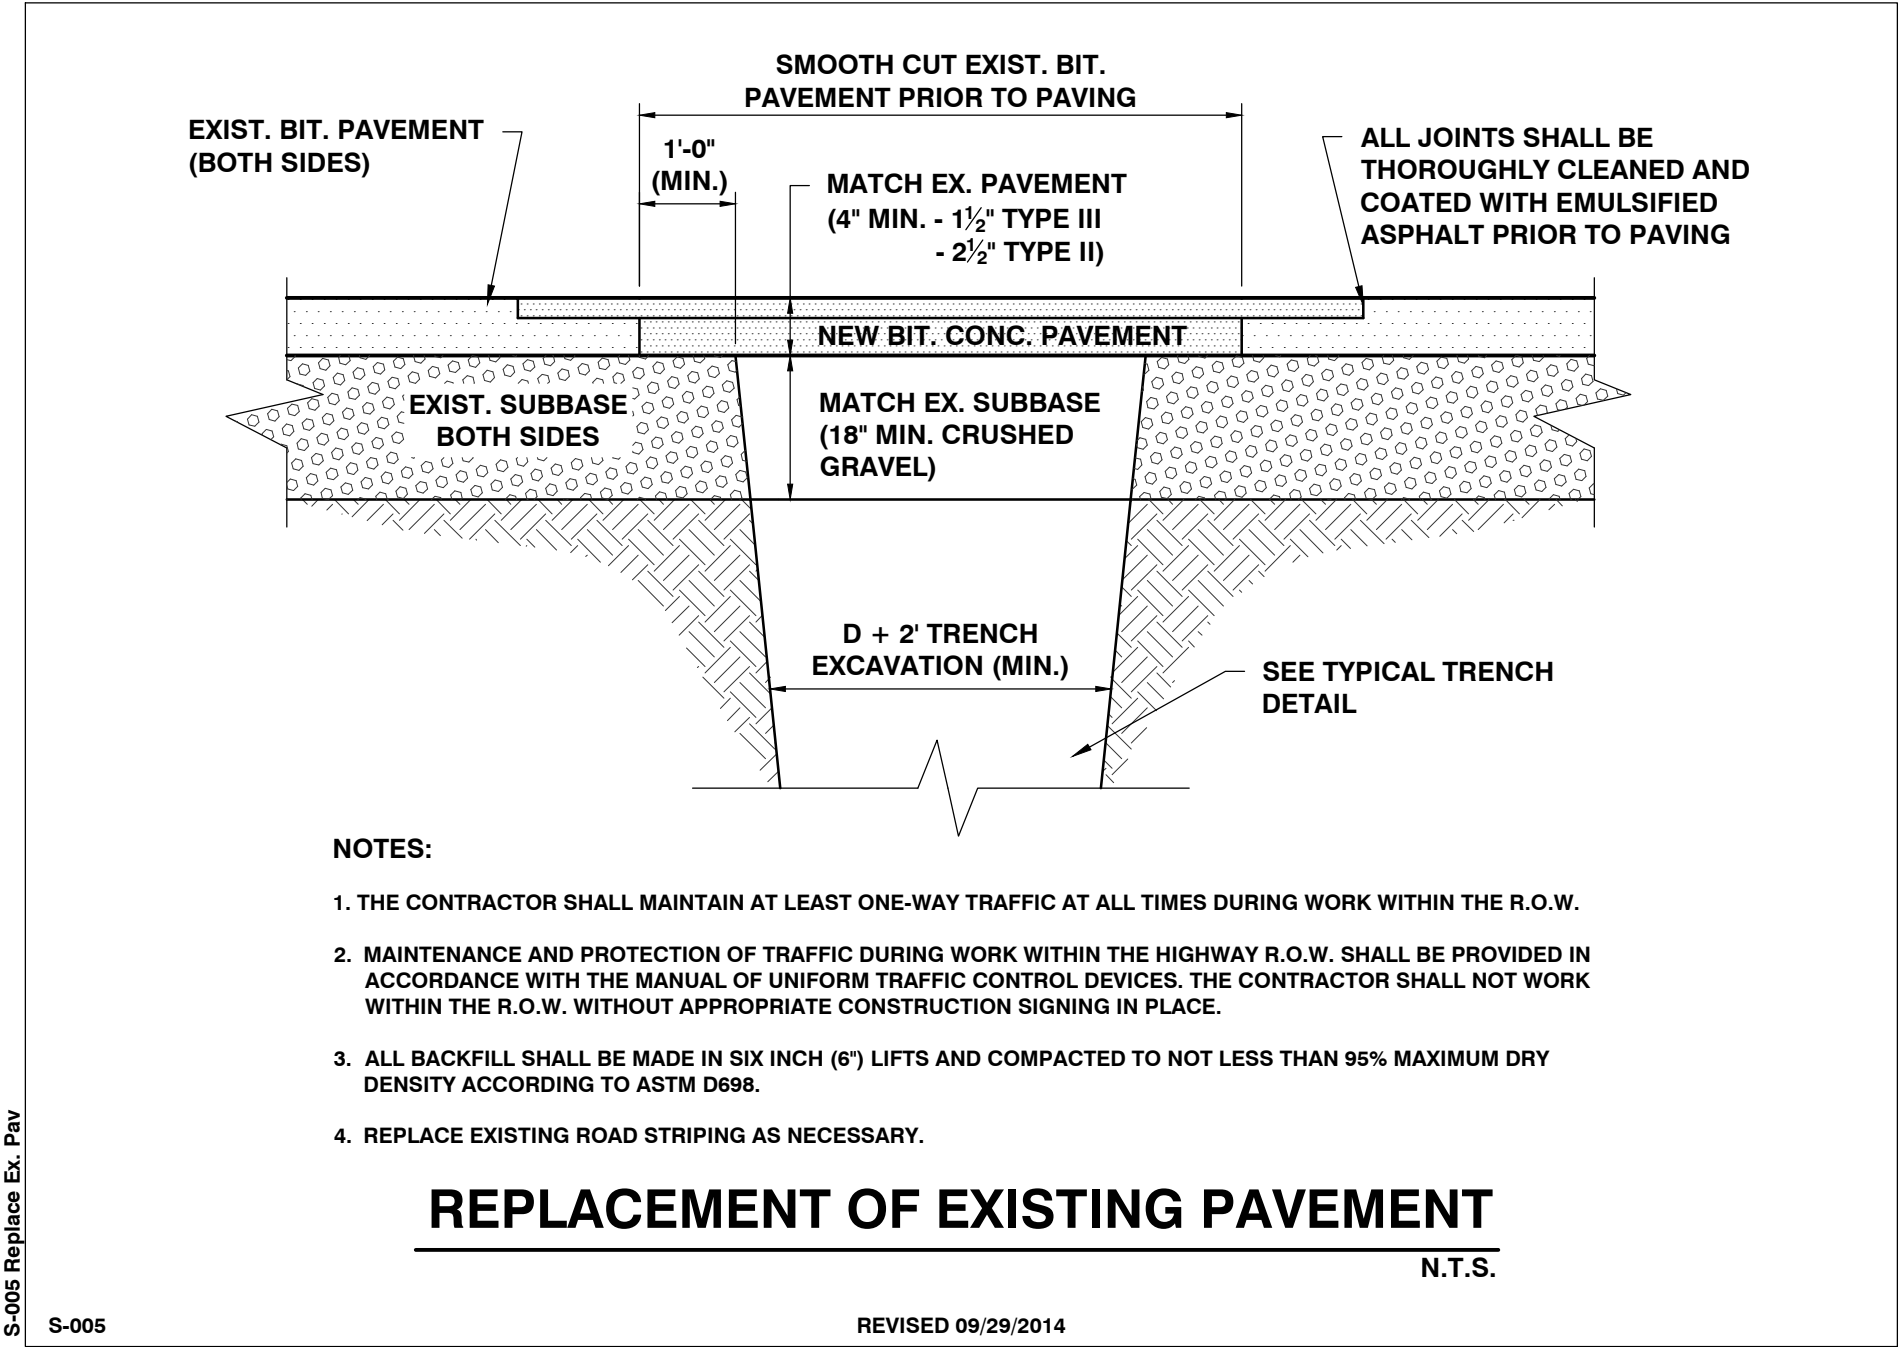 SMOOTH CUT EXIST. BIT.
PAVEMENT PRIOR TO PAVING
EXIST. BIT. PAVEMENT
(BOTH SIDES)
1'-0"
(MIN.)
MATCH EX. PAVEMENT
(4" MIN. - 1½" TYPE III
- 2½" TYPE II)
ALL JOINTS SHALL BE
THOROUGHLY CLEANED AND
COATED WITH EMULSIFIED
ASPHALT PRIOR TO PAVING
NEW BIT. CONC. PAVEMENT
EXIST. SUBBASE
BOTH SIDES
MATCH EX. SUBBASE
(18" MIN. CRUSHED
GRAVEL)
D + 2' TRENCH
EXCAVATION (MIN.)
SEE TYPICAL TRENCH
DETAIL
NOTES:
1. THE CONTRACTOR SHALL MAINTAIN AT LEAST ONE-WAY TRAFFIC AT ALL TIMES DURING WORK WITHIN THE R.O.W.
2. MAINTENANCE AND PROTECTION OF TRAFFIC DURING WORK WITHIN THE HIGHWAY R.O.W. SHALL BE PROVIDED IN
ACCORDANCE WITH THE MANUAL OF UNIFORM TRAFFIC CONTROL DEVICES. THE CONTRACTOR SHALL NOT WORK
WITHIN THE R.O.W. WITHOUT APPROPRIATE CONSTRUCTION SIGNING IN PLACE.
3. ALL BACKFILL SHALL BE MADE IN SIX INCH (6") LIFTS AND COMPACTED TO NOT LESS THAN 95% MAXIMUM DRY
DENSITY ACCORDING TO ASTM D698.
4. REPLACE EXISTING ROAD STRIPING AS NECESSARY.
REPLACEMENT OF EXISTING PAVEMENT
N.T.S.
S-005 Replace Ex. Pav
S-005
REVISED 09/29/2014